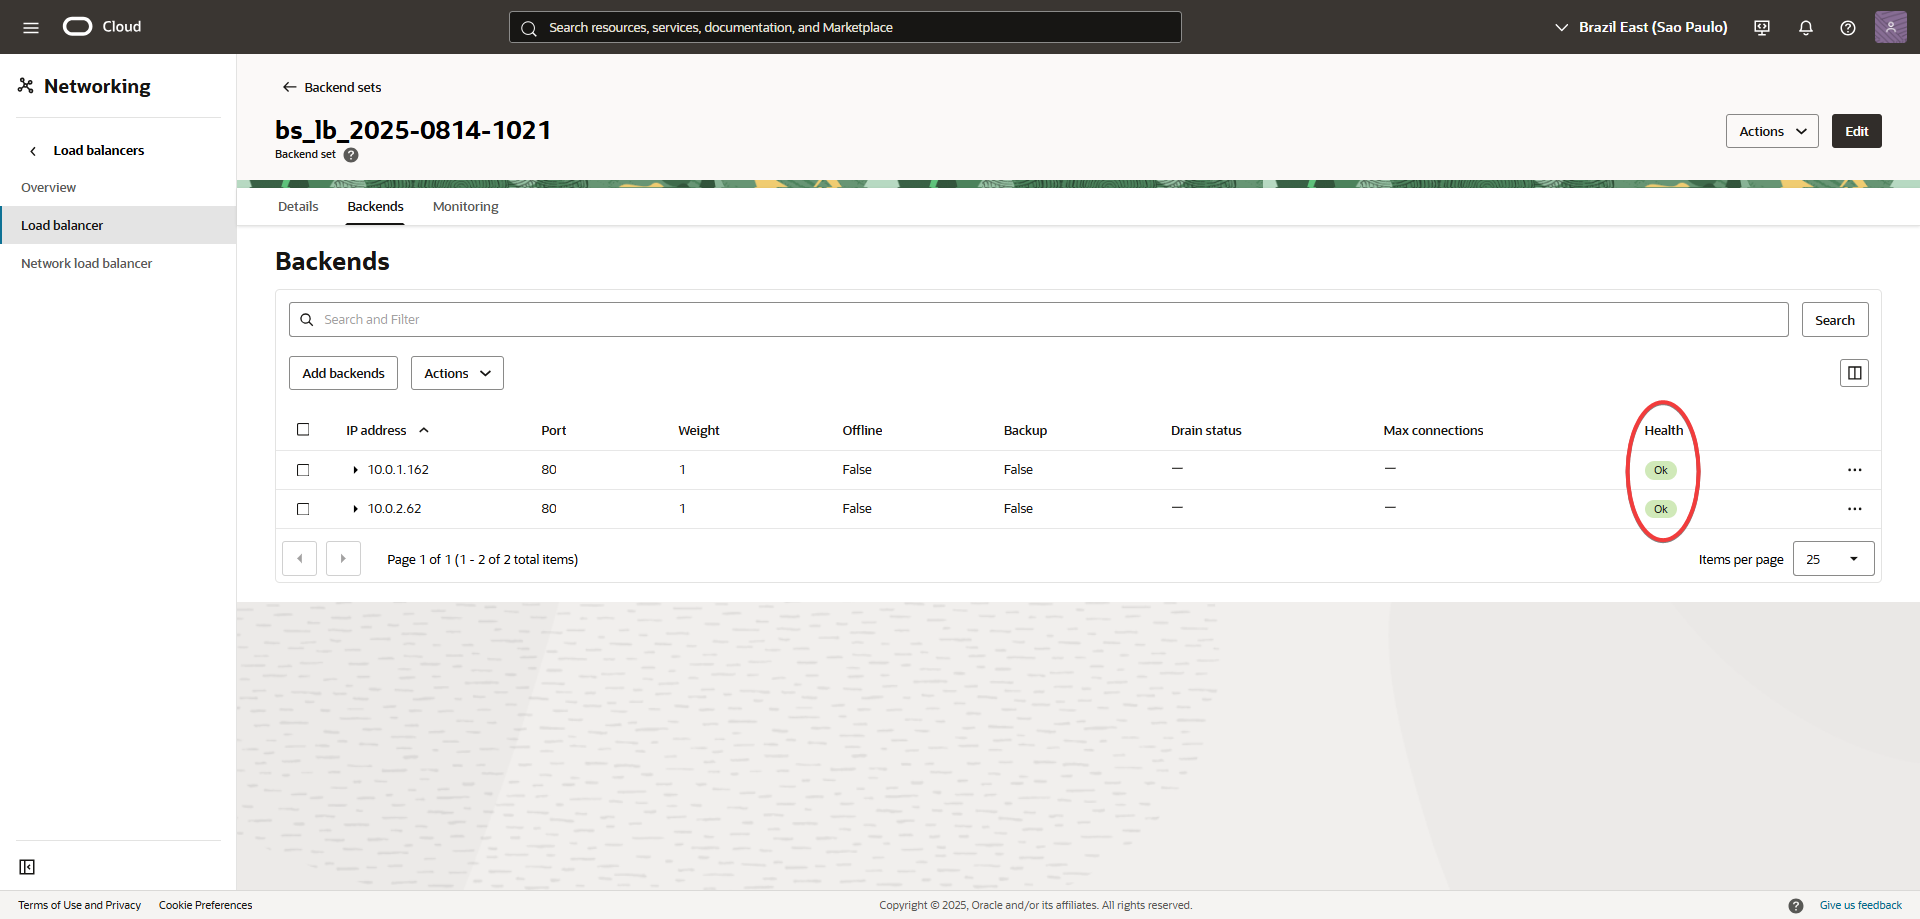 Cloud
Search resources, services, documentation, and Marketplace
Brazil East (Sao Paulo)
Networking
Load balancers
Overview
Load balancer
Network load balancer
Backend sets
bs_lb_2025-0814-1021
Backend set ?
Actions
Edit
Details Backends Monitoring
Backends
Search and Filter
Search
Add backends
Actions
IP address Port Weight Offline Backup Drain status Max connections Health
10.0.1.162 80 1 False False — — Ok
10.0.2.62 80 1 False False — — Ok
Page 1 of 1 (1 - 2 of 2 total items)
Items per page 25
Terms of Use and Privacy Cookie Preferences
Copyright © 2025, Oracle and/or its affiliates. All rights reserved.
? Give us feedback